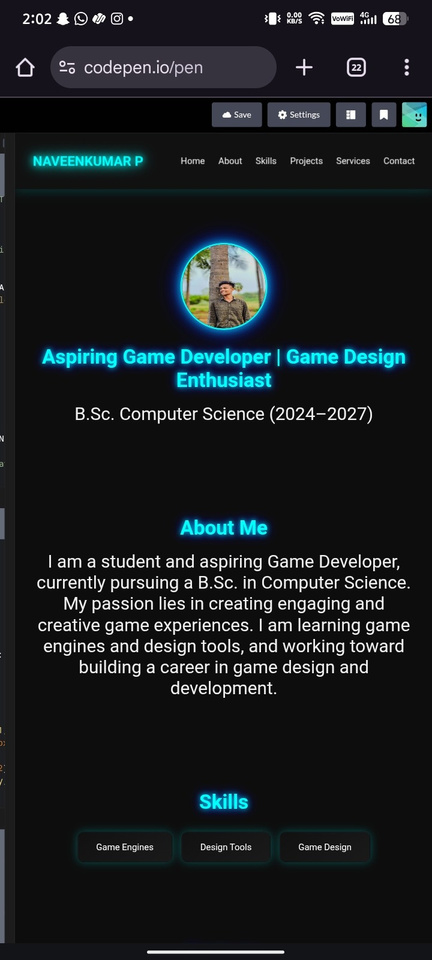 2:02
0.00 KB/S
VoWiFi
4G
68
codepen.io/pen
22
Save
Settings
NAVEENKUMAR P
Home
About
Skills
Projects
Services
Contact
Aspiring Game Developer | Game Design
Enthusiast
B.Sc. Computer Science (2024–2027)
About Me
I am a student and aspiring Game Developer,
currently pursuing a B.Sc. in Computer Science.
My passion lies in creating engaging and
creative game experiences. I am learning game
engines and design tools, and working toward
building a career in game design and
development.
Skills
Game Engines
Design Tools
Game Design